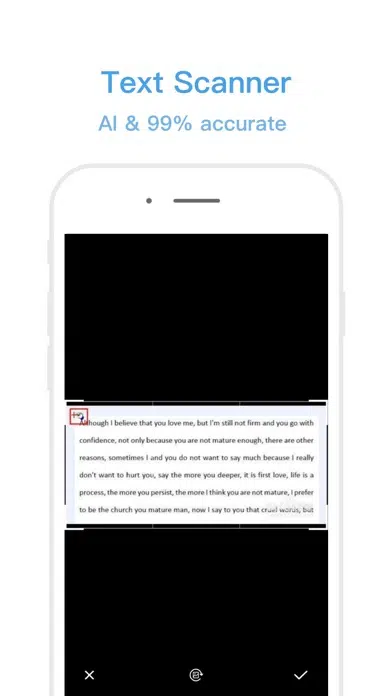 Text Scanner
AI & 99% accurate
Although I believe that you love me, but I'm still not firm and you go with
confidence, not only because you are not mature enough, there are other
reasons, sometimes I and you do not want to say much because I really
don't want to hurt you, say the more you deeper, it is first love, life is a
process, the more you persist, the more I think you are not mature, I prefer
to be the church you mature man, now I say to you that cruel words, but